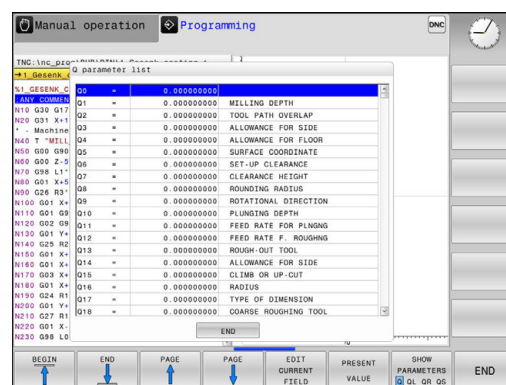 Manual operation
Programming
DNC
TNC:\nc_prog
Q parameter list
→1_Gesenk_
%1_GESENK_C
Q0 = 0.000000000
ANY COMMEN
Q1 = 0.000000000 MILLING DEPTH
N10 G30 G17
Q2 = 0.000000000 TOOL PATH OVERLAP
N20 G31 X+1
Q3 = 0.000000000 ALLOWANCE FOR SIDE
* - Machine
Q4 = 0.000000000 ALLOWANCE FOR FLOOR
N40 T "MILL
Q5 = 0.000000000 SURFACE COORDINATE
N50 G00 G90
Q6 = 0.000000000 SET-UP CLEARANCE
N60 G00 Z-5
Q7 = 0.000000000 CLEARANCE HEIGHT
N70 G98 L1*
Q8 = 0.000000000 ROUNDING RADIUS
N80 G01 X+5
Q9 = 0.000000000 ROTATIONAL DIRECTION
N90 G26 R3*
Q10 = 0.000000000 PLUNGING DEPTH
N100 G01 X+
Q11 = 0.000000000 FEED RATE FOR PLNGNG
N110 G01 G9
Q12 = 0.000000000 FEED RATE F. ROUGHNG
N120 G02 G9
Q13 = 0.000000000 ROUGH-OUT TOOL
N130 G01 Y+
Q14 = 0.000000000 ALLOWANCE FOR SIDE
N140 G25 R2
Q15 = 0.000000000 CLIMB OR UP-CUT
N150 G01 X+
Q16 = 0.000000000 RADIUS
N160 G01 X+
Q17 = 0.000000000 TYPE OF DIMENSION
N170 G03 X+
Q18 = 0.000000000 COARSE ROUGHING TOOL
N180 G01 X+
N190 G24 R1
N200 G01 Y+
N210 G27 R1
N220 G01 X-
N230 G98 L0
END
BEGIN
END
PAGE
PAGE
EDIT
CURRENT
FIELD
PRESENT
VALUE
SHOW
PARAMETERS
Q QL QR QS
END